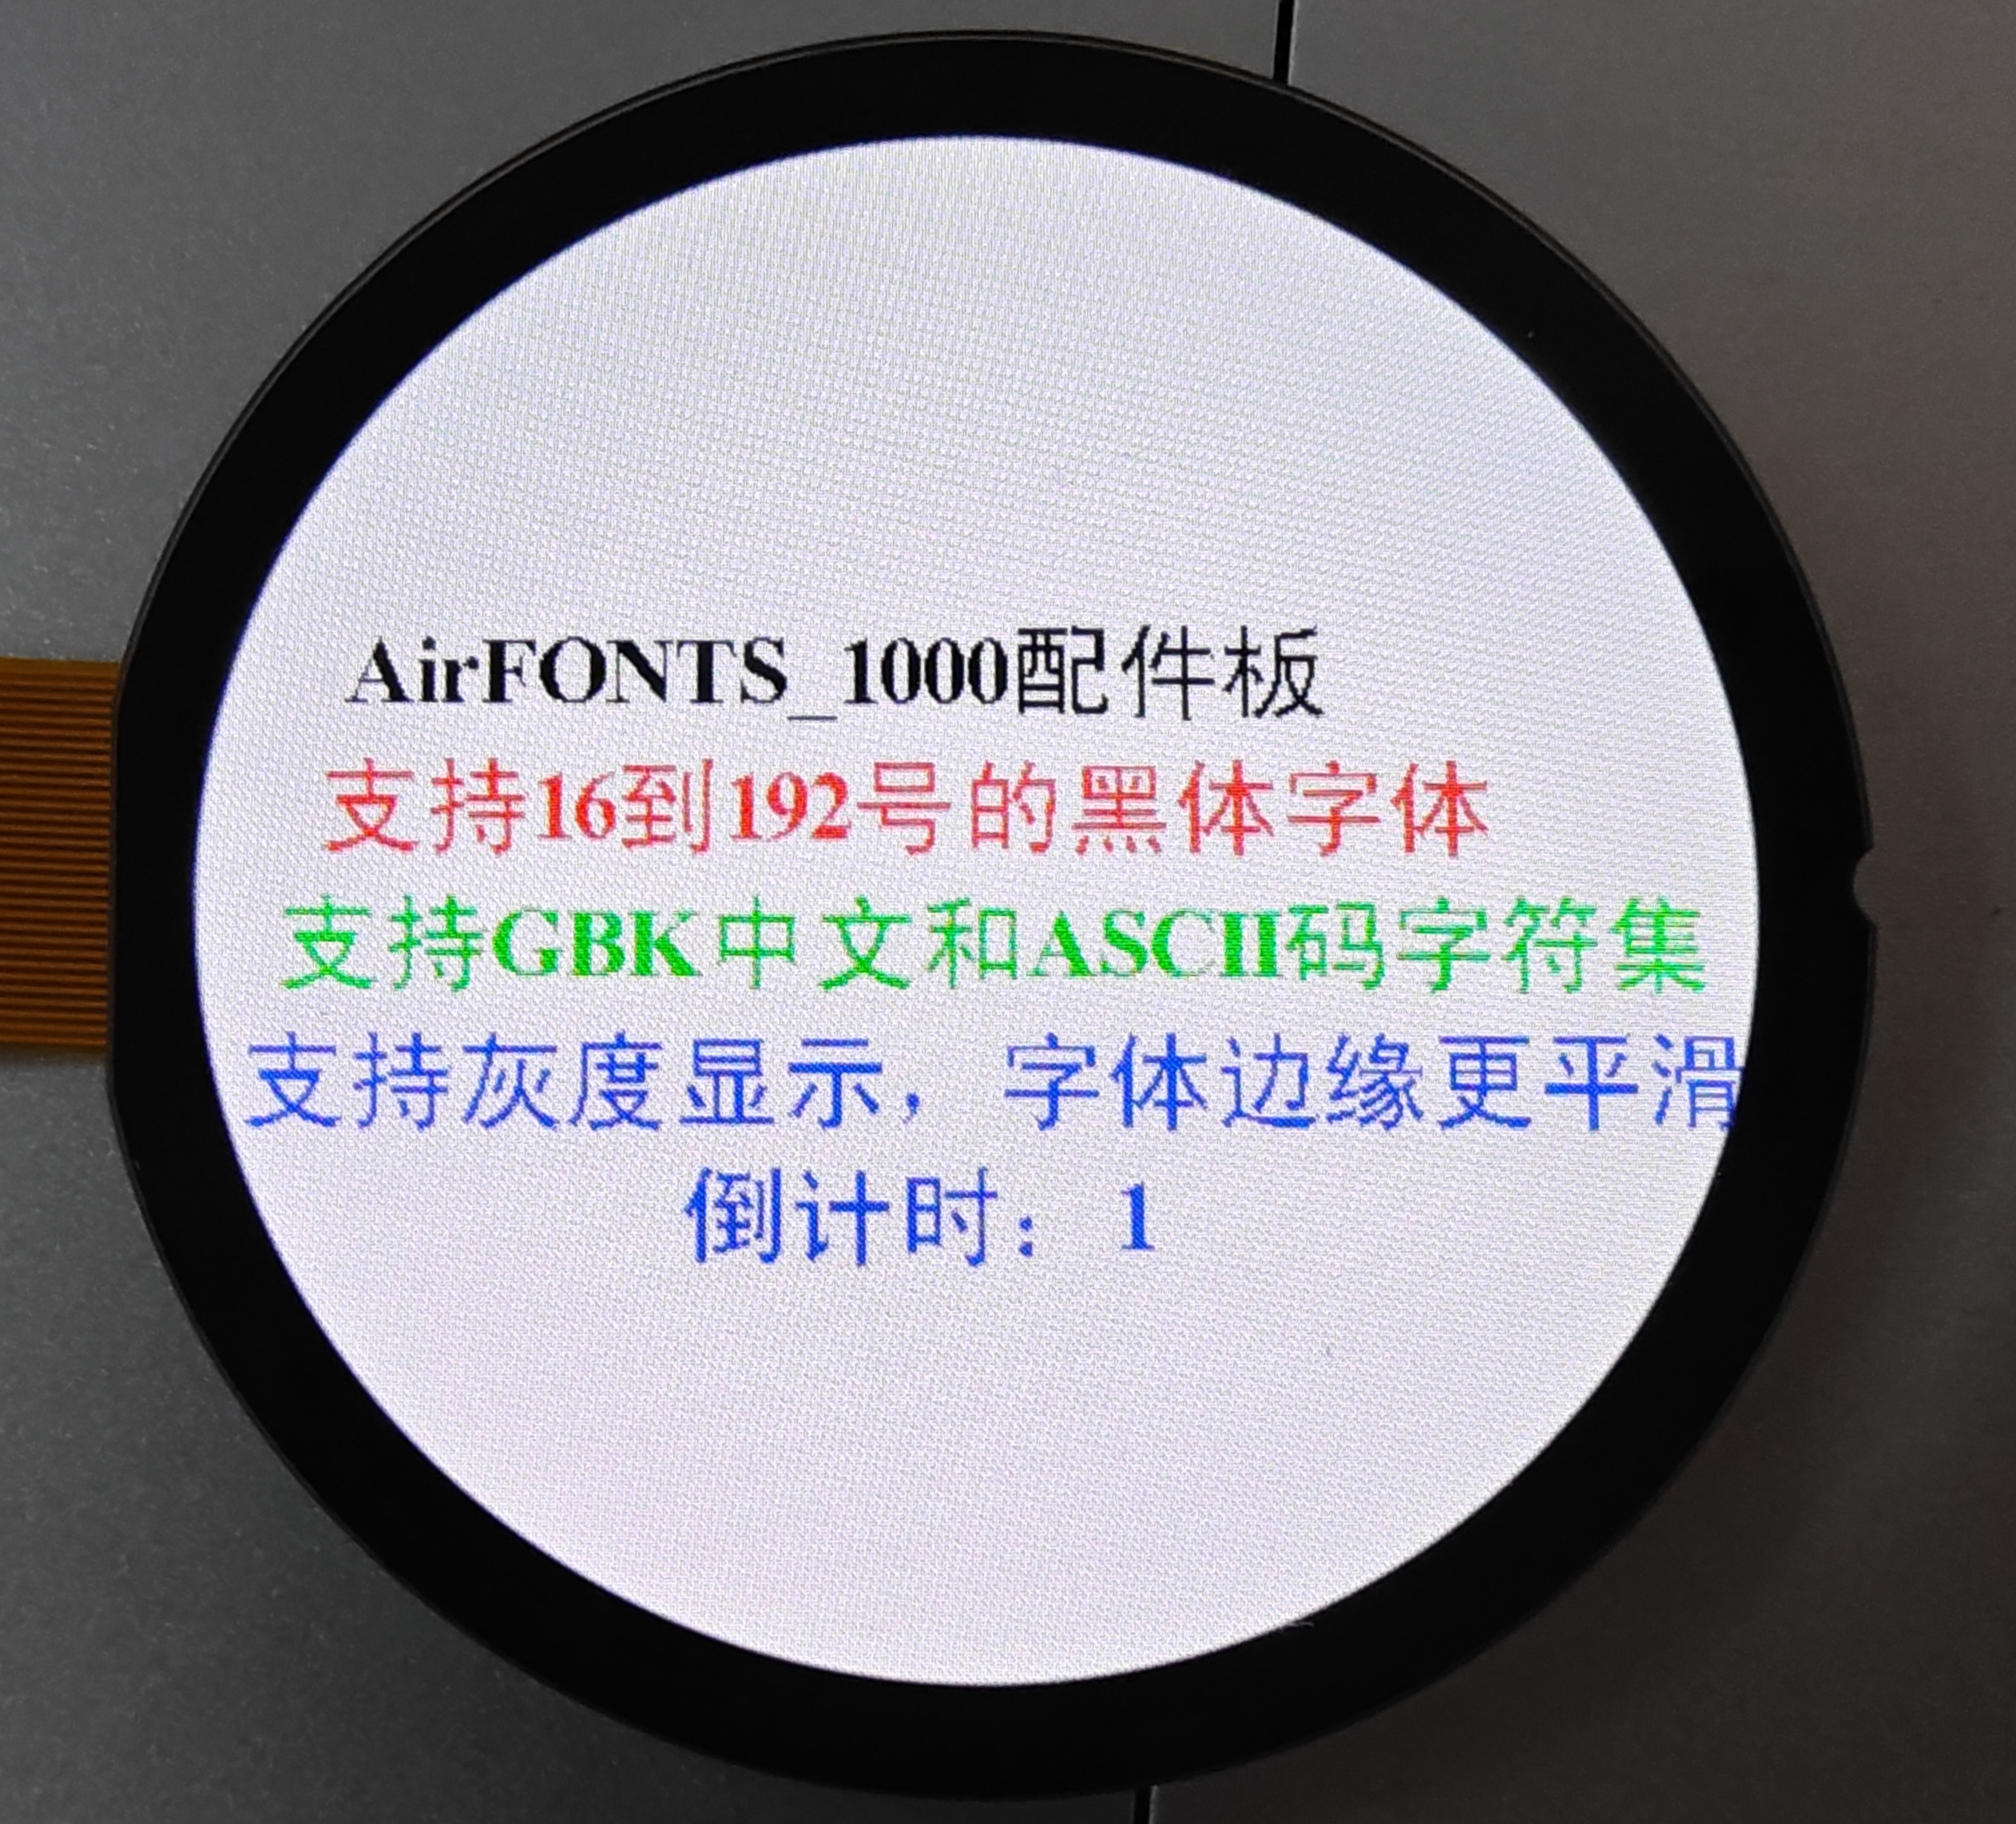 AirFONTS_1000配件板
支持16到192号的黑体字体
支持GBK中文和ASCII码字符集
支持灰度显示，字体边缘更平滑
倒计时：1